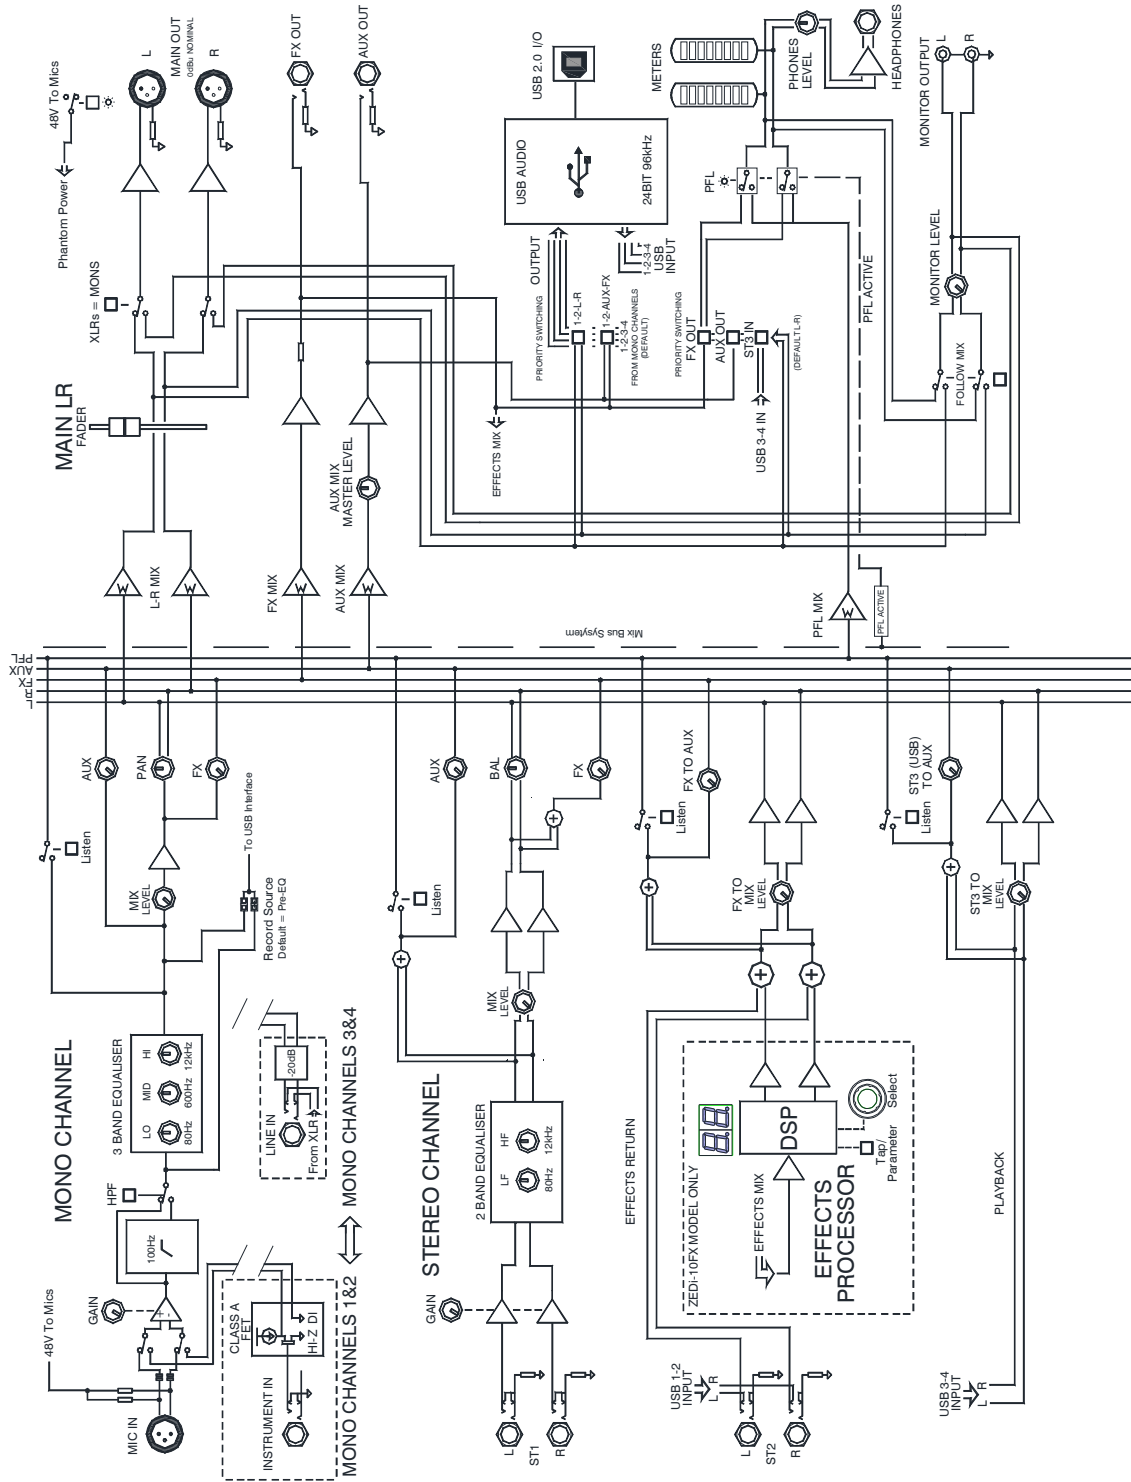 MONO CHANNEL
48V To Mics
MIC IN
GAIN
100Hz
HPF
3 BAND EQUALISER
LO
MID
HI
80Hz
600Hz
12kHz
MIX
LEVEL
Listen
AUX
PAN
FX
Record Source
Default = Pre-EQ
To USB Interface
INSTRUMENT IN
CLASS A
FET
HI-Z DI
MONO CHANNELS 1&2
MONO CHANNELS 3&4
LINE IN
From XLR
-20dB
STEREO CHANNEL
GAIN
L
ST1
R
2 BAND EQUALISER
LF
HF
80Hz
12kHz
MIX
LEVEL
Listen
AUX
BAL
FX
EFFECTS RETURN
USB 1-2
INPUT
L R
L
ST2
R
ZEDi-10FX MODEL ONLY
EFFECTS MIX
EFFECTS
PROCESSOR
DSP
Tap/
Parameter
Select
FX TO
MIX
LEVEL
Listen
FX TO AUX
PLAYBACK
USB 3-4
INPUT
L R
ST3 TO
MIX
LEVEL
Listen
ST3 (USB)
TO AUX
L
R
FX
AUX
PFL
Mix Bus Sysytem
L-R MIX
FX MIX
AUX MIX
PFL MIX
PFL ACTIVE
MAIN LR
FADER
AUX MIX
MASTER LEVEL
EFFECTS MIX
XLRs = MONS
Phantom Power
48V To Mics
L
MAIN OUT
0dBu NOMINAL
R
FX OUT
AUX OUT
USB 2.0 I/O
USB AUDIO
24BIT 96kHz
OUTPUT
1-2-3-4
USB
INPUT
PRIORITY SWITCHING
1-2-L-R
1-2-AUX-FX
1-2-3-4
FROM MONO CHANNELS
(DEFAULT)
PRIORITY SWITCHING
FX OUT
AUX OUT
ST3 IN
(DEFAULT L-R)
USB 3-4 IN
METERS
PFL
PFL ACTIVE
PHONES
LEVEL
HEADPHONES
MONITOR OUTPUT
L
R
MONITOR LEVEL
FOLLOW MIX